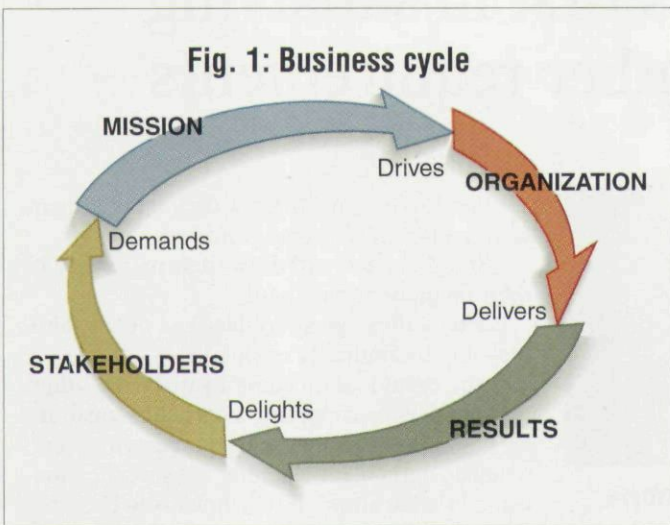 Fig. 1: Business cycle
MISSION
Drives
ORGANIZATION
Delivers
RESULTS
Delights
STAKEHOLDERS
Demands